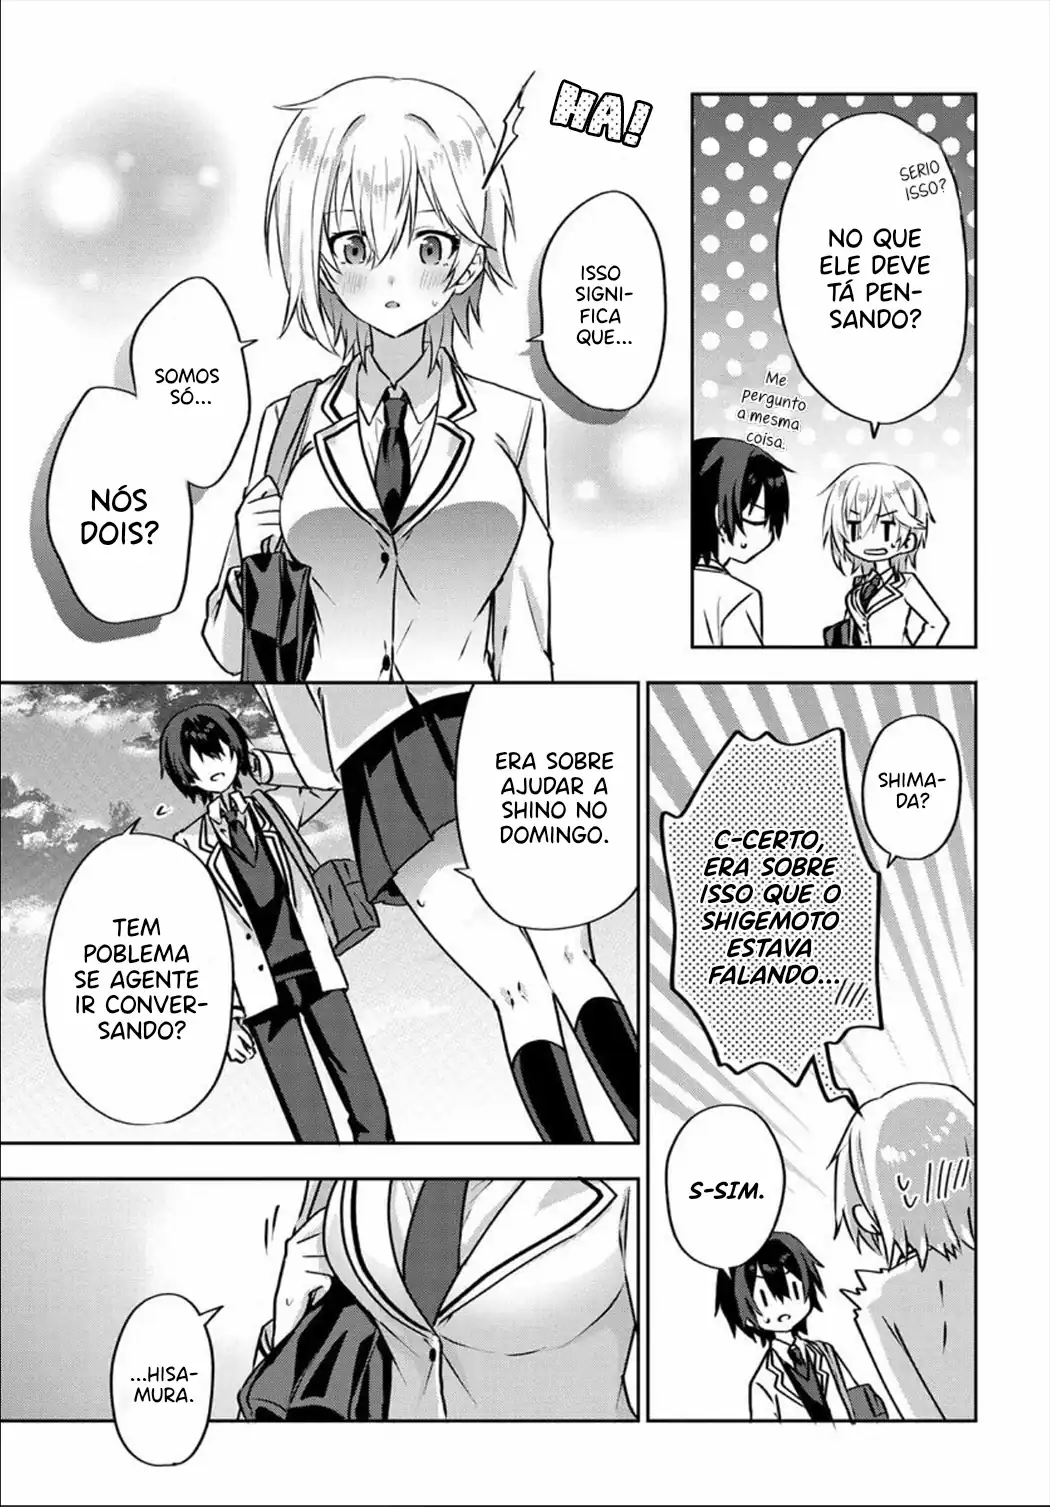 SERIO
ISSO?
NO QUE
ELE DEVE
TÁ PEN-
SANDO?
Me
pergunto
a mesma
coisa.
HA!
ISSO
SIGNI-
FICA
QUE...
SOMOS
SÓ...
NÓS
DOIS?
SHIMA-
DA?
C-CERTO,
ERA SOBRE
ISSO QUE O
SHIGEMOTO
ESTAVA
FALANDO...
S-SIM.
ERA SOBRE
AJUDAR A
SHINO NO
DOMINGO.
TEM
POBLEMA
SE AGENTE
IR CONVER-
SANDO?
...HISA-
MURA.